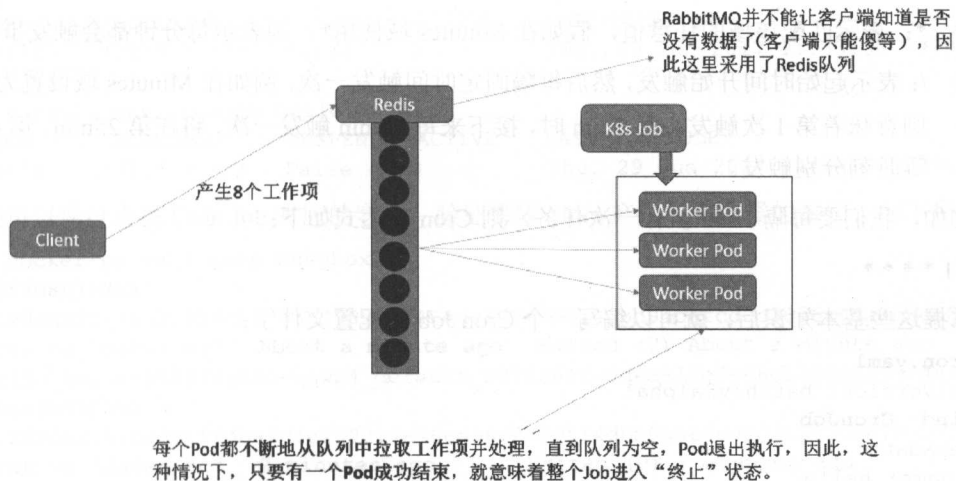 RabbitMQ并不能让客户端知道是否
没有数据了(客户端只能傻等），因
此这里采用了Redis队列
Redis
K8s Job
产生8个工作项
Worker Pod
Client
Worker Pod
Worker Pod
每个Pod都不断地从队列中拉取工作项并处理，直到队列为空，Pod退出执行，因此，这
种情况下，只要有一个Pod成功结束，就意味着整个Job进入“终止”状态。